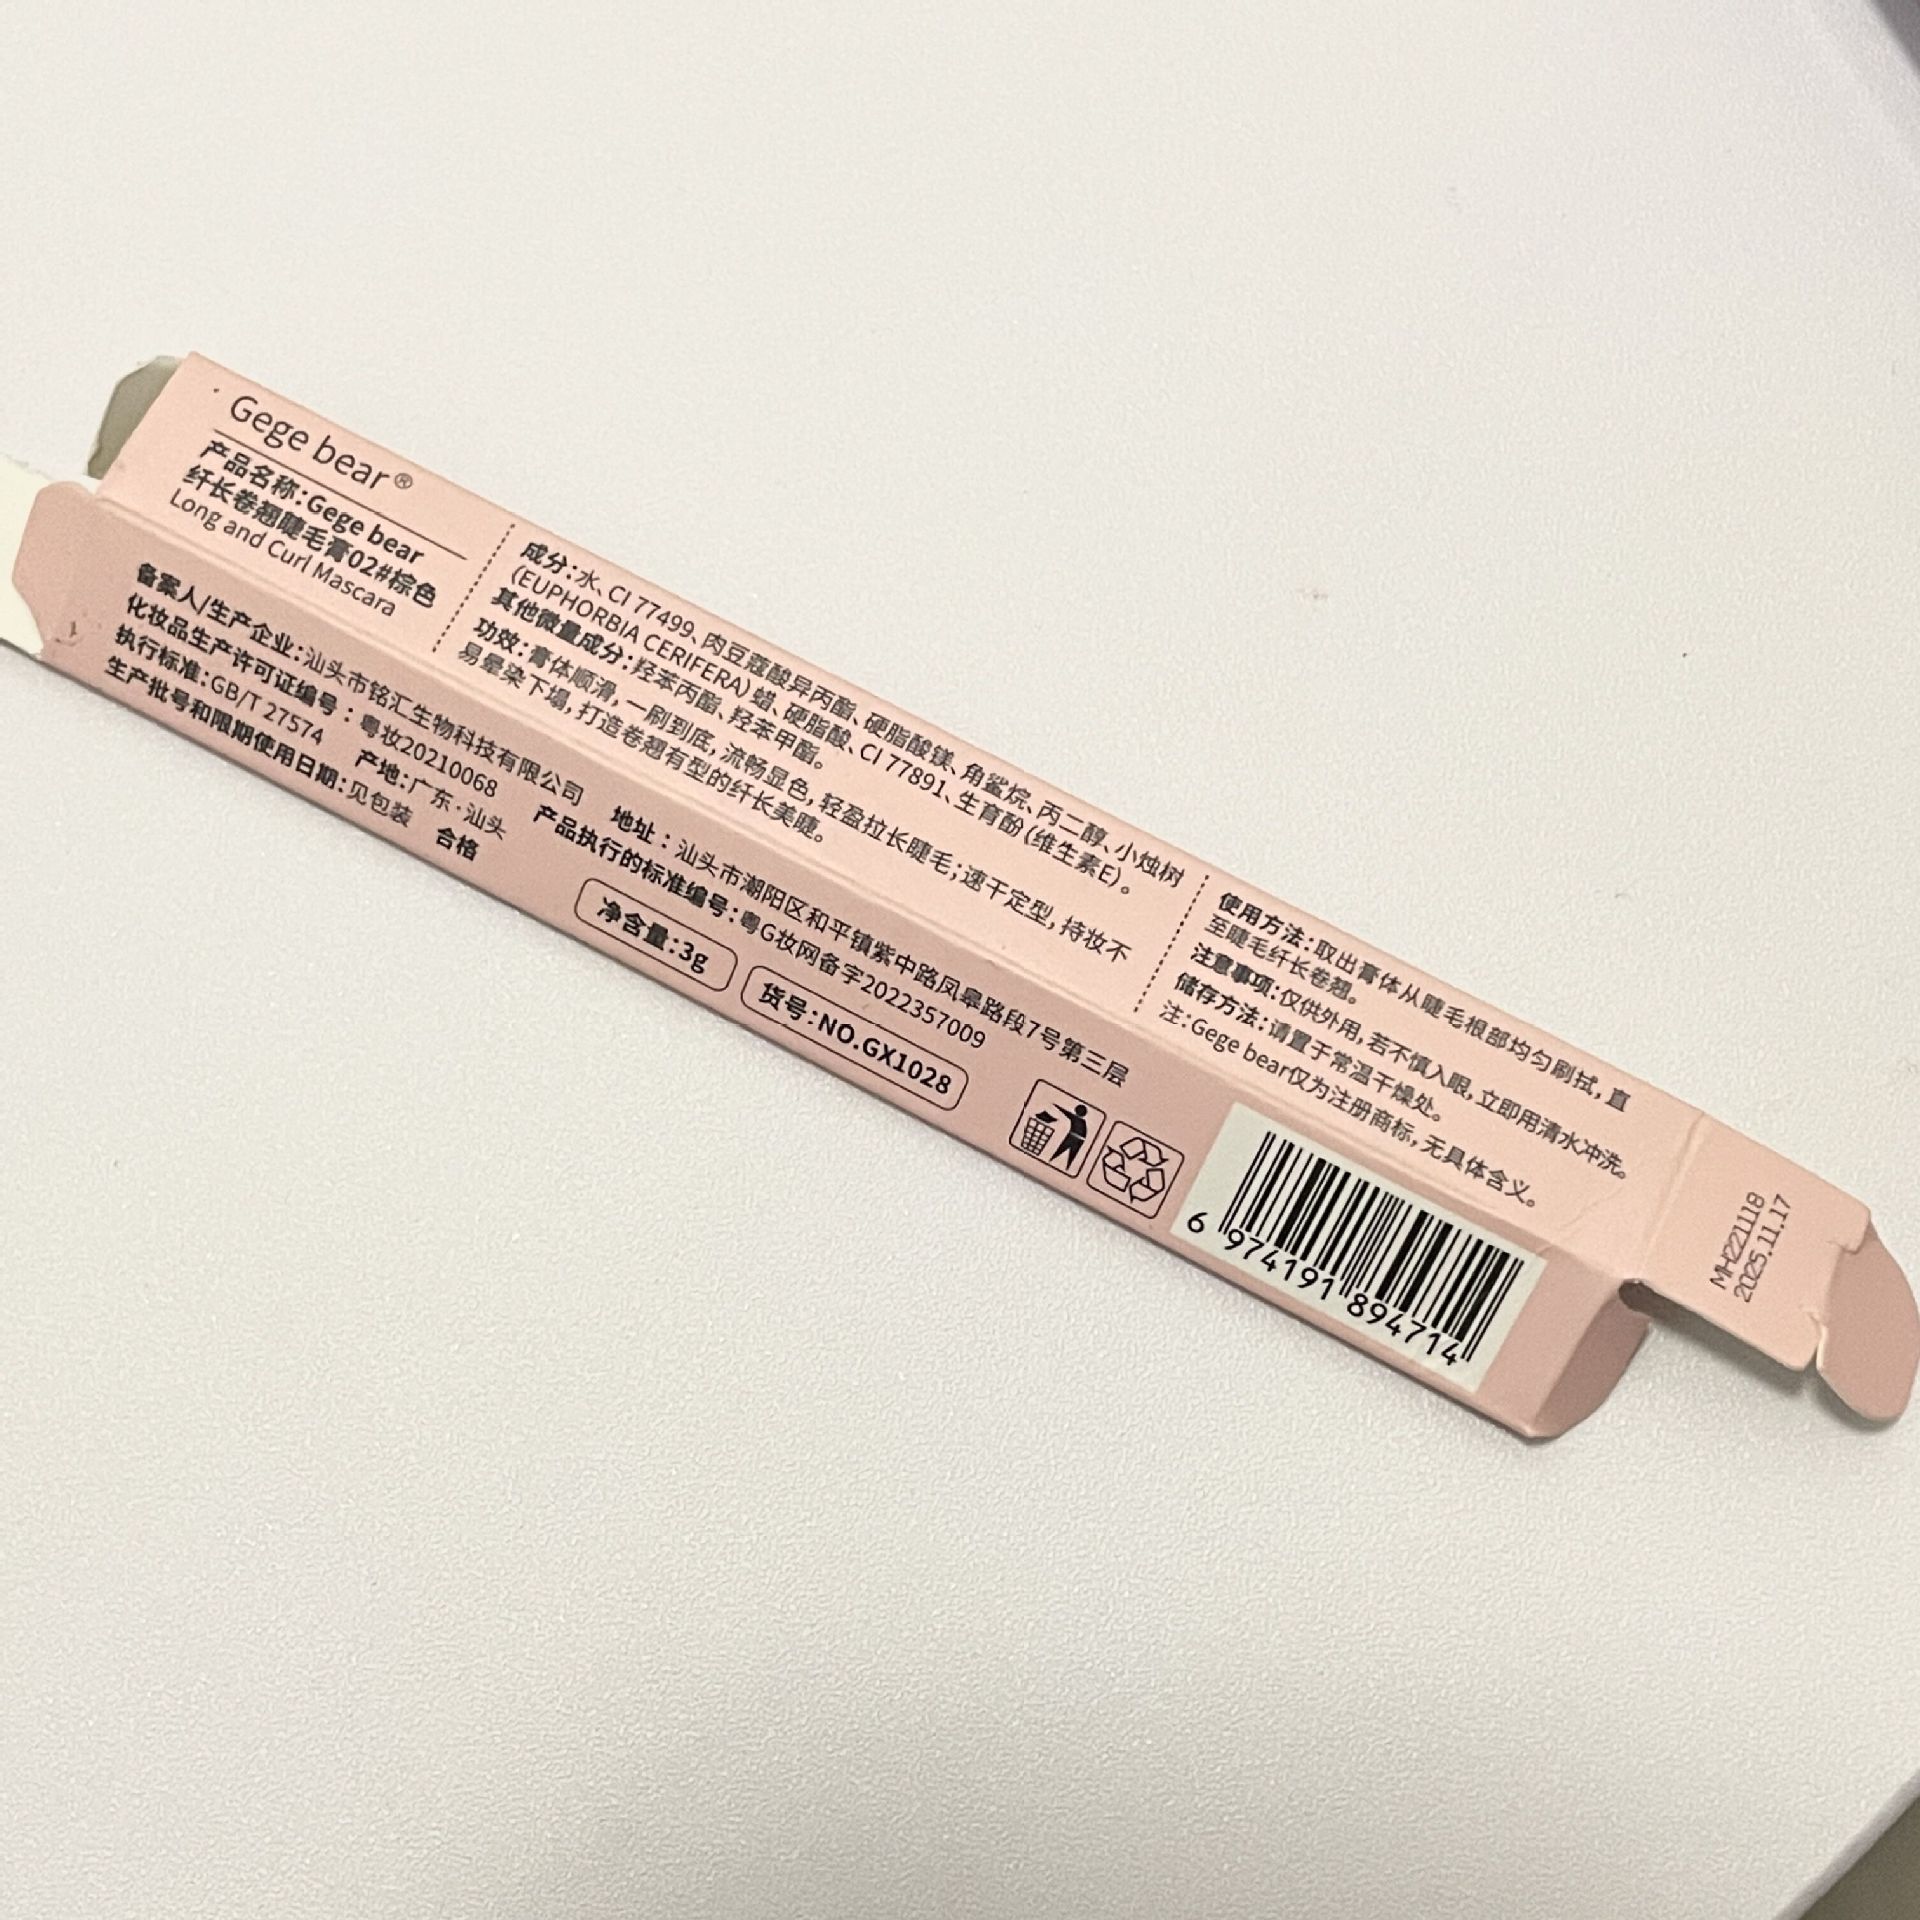 Gege bear®
产品名称:Gege bear
纤长卷翘睫毛膏02#棕色
Long and Curl Mascara
成分:水、CI 77499、肉豆蔻酸异丙酯、硬脂酸镁、角鲨烷、丙二醇、小烛树
(EUPHORBIA CERIFERA)蜡、硬脂酸、CI 77891、生育酚(维生素E)。
其他微量成分:羟苯丙酯、羟苯甲酯。
功效:膏体顺滑,一刷到底,流畅显色,轻盈拉长睫毛;速干定型,持妆不
易晕染下塌,打造卷翘有型的纤长美睫。
使用方法:取出膏体从睫毛根部均匀刷拭,直
至睫毛纤长卷翘。
注意事项:仅供外用,若不慎入眼,立即用清水冲洗。
储存方法:请置于常温干燥处。
注:Gege bear仅为注册商标,无具体含义。
备案人/生产企业:汕头市铭汇生物科技有限公司 地址:汕头市潮阳区和平镇紫中路凤皋路段7号第三层
化妆品生产许可证编号:粤妆20210068 产品执行的标准编号:粤G妆网备字2022357009
执行标准:GB/T 27574 产地:广东·汕头
生产批号和限期使用日期:见包装 合格
净含量:3g
货号:NO.GX1028
6 974191 894714
MH221118
2025.11.17